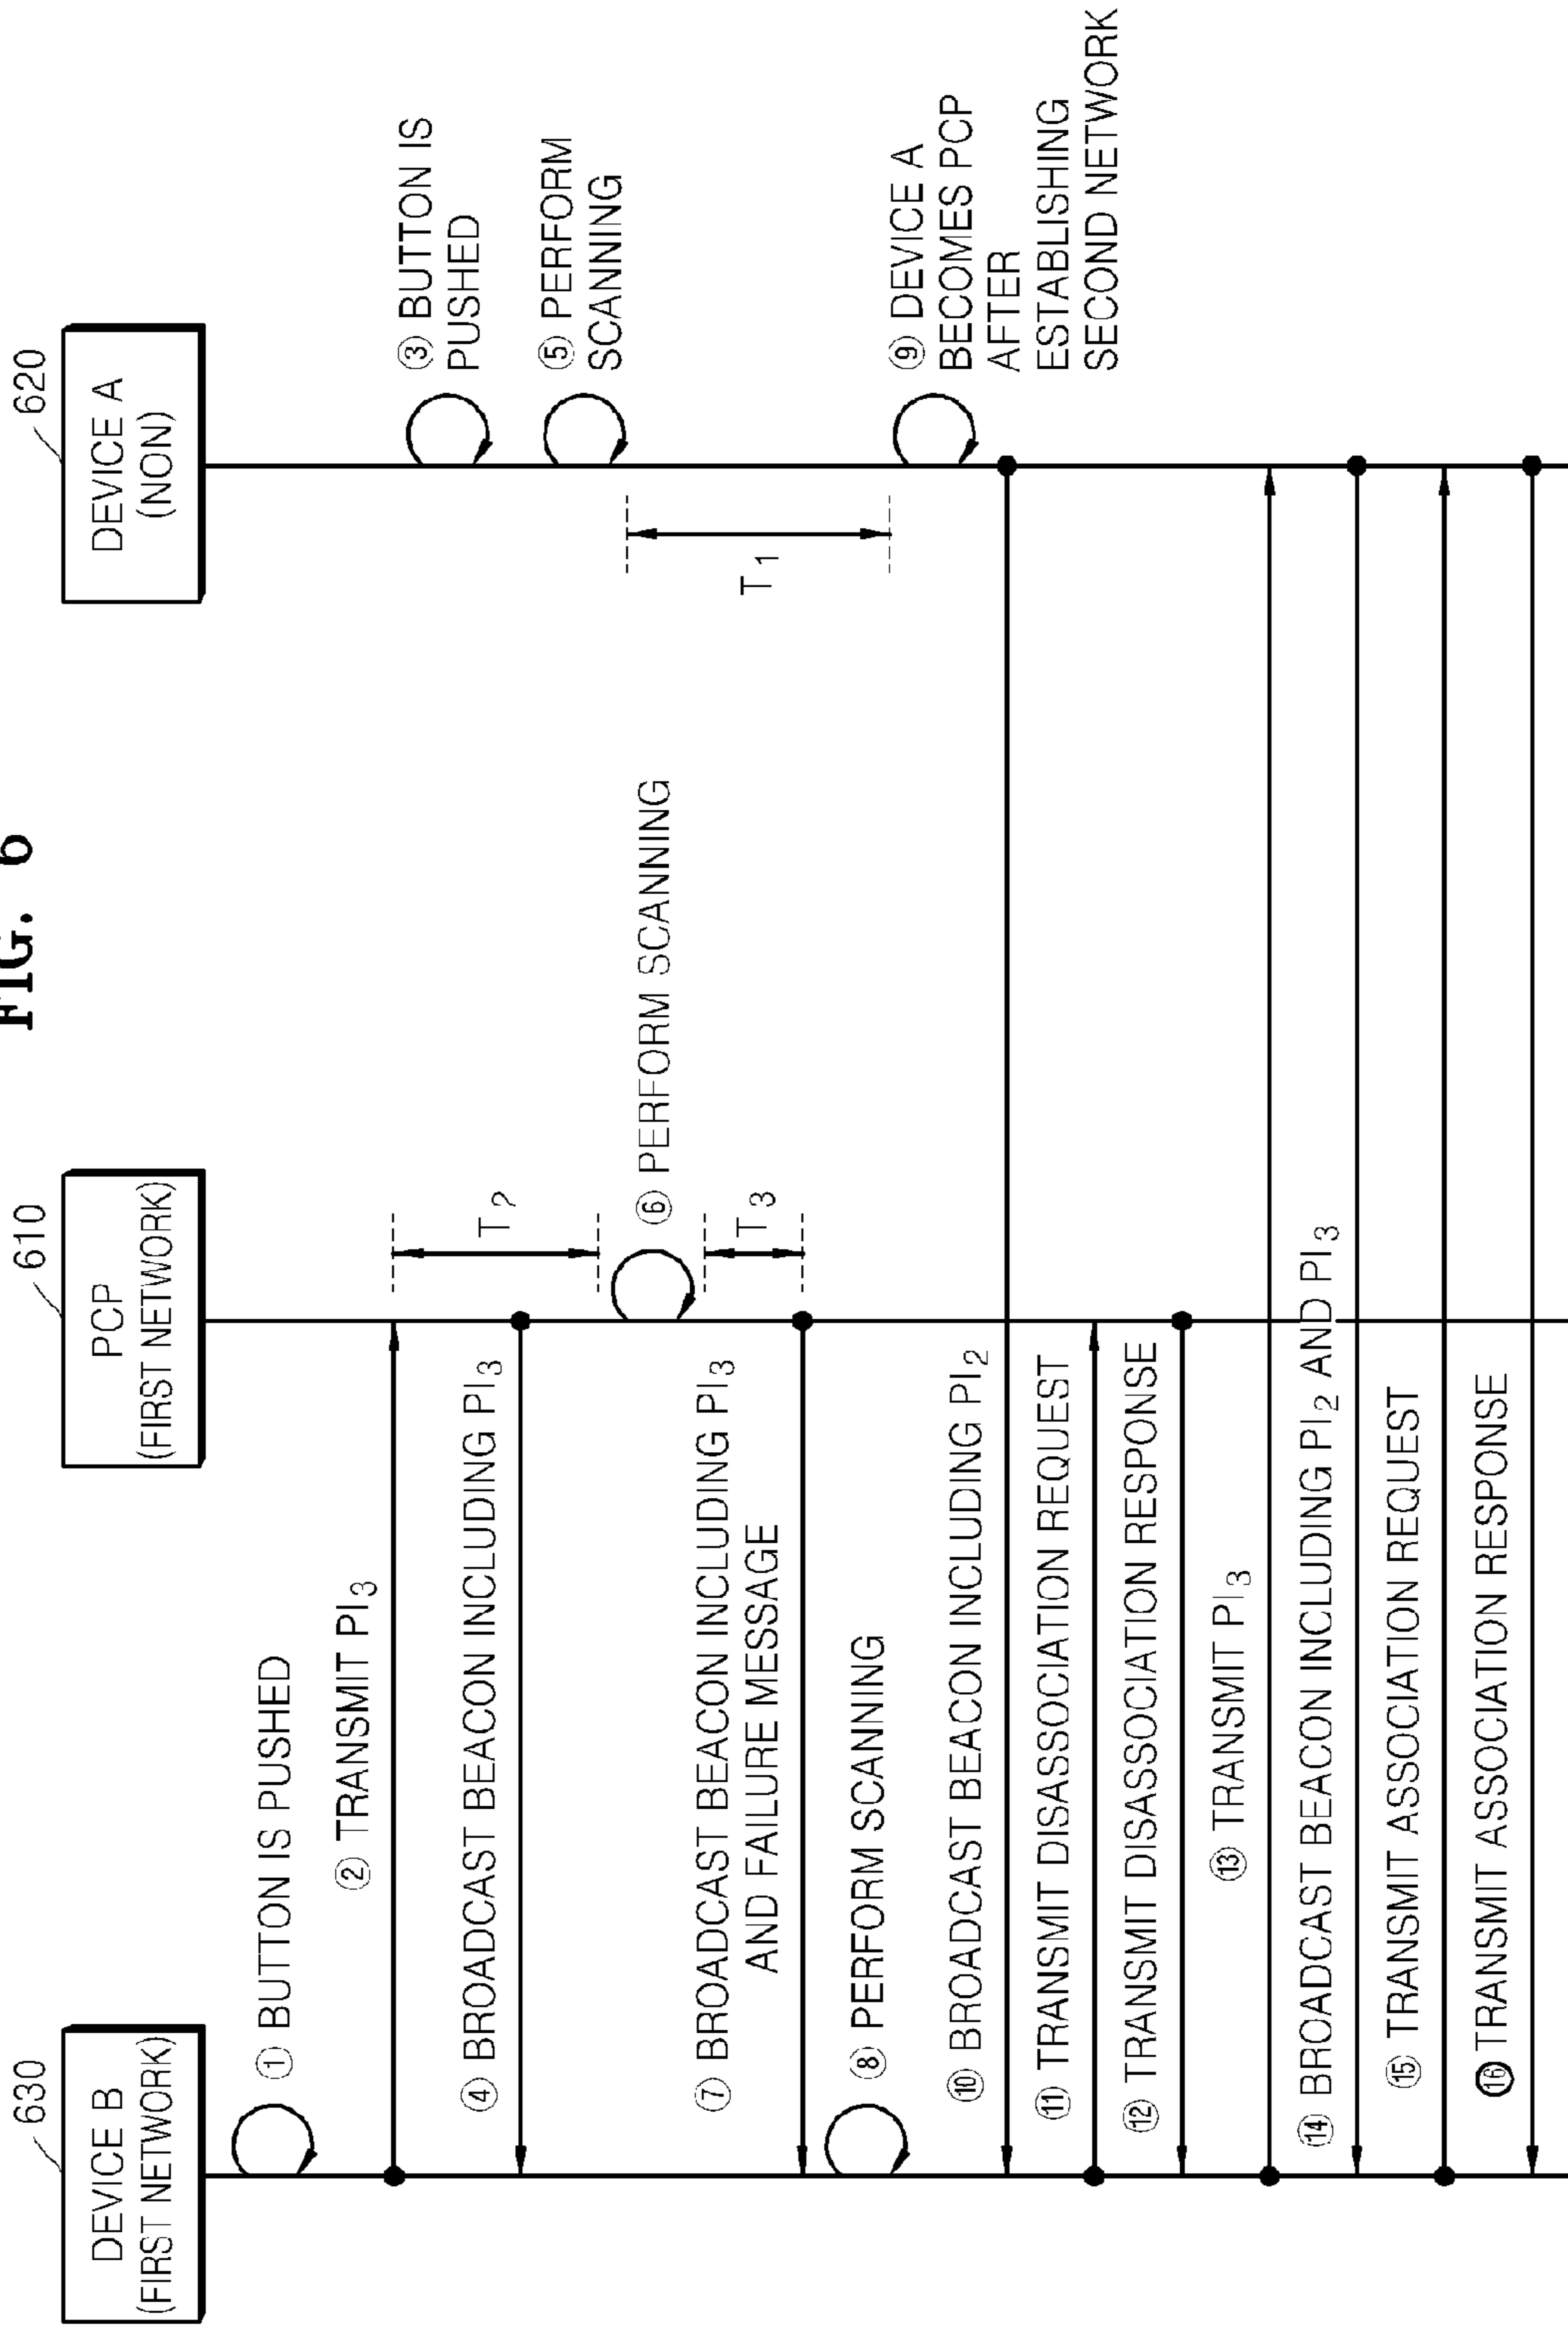 FIG. 6
630
DEVICE B
(FIRST NETWORK)
610
PCP
(FIRST NETWORK)
620
DEVICE A
(NON)
① BUTTON IS PUSHED
② TRANSMIT PI₃
③ BUTTON IS
PUSHED
④ BROADCAST BEACON INCLUDING PI₃
T₂
⑤ PERFORM
SCANNING
⑥ PERFORM SCANNING
T₃
T₁
⑦ BROADCAST BEACON INCLUDING PI₃
AND FAILURE MESSAGE
⑧ PERFORM SCANNING
⑨ DEVICE A
BECOMES PCP
AFTER
ESTABLISHING
SECOND NETWORK
⑩ BROADCAST BEACON INCLUDING PI₂
⑪ TRANSMIT DISASSOCIATION REQUEST
⑫ TRANSMIT DISASSOCIATION RESPONSE
⑬ TRANSMIT PI₃
⑭ BROADCAST BEACON INCLUDING PI₂ AND PI₃
⑮ TRANSMIT ASSOCIATION REQUEST
⑯ TRANSMIT ASSOCIATION RESPONSE